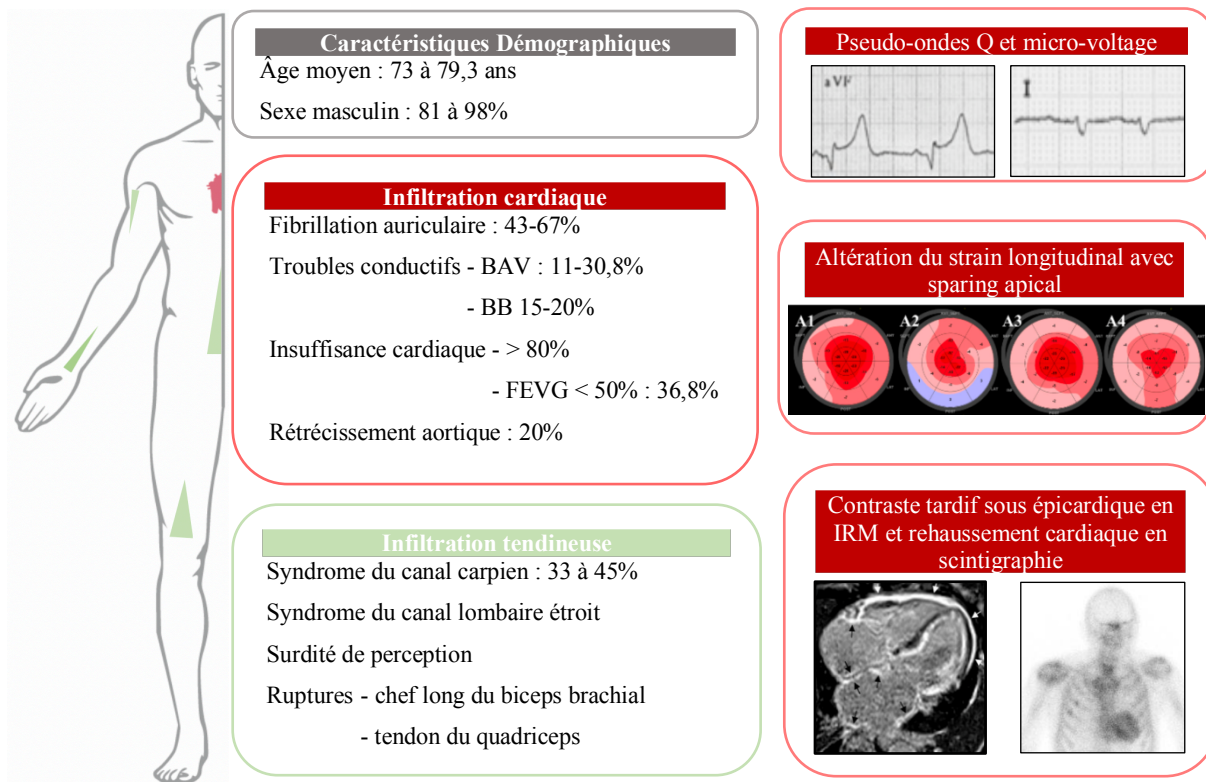 Caractéristiques Démographiques
Âge moyen : 73 à 79,3 ans
Sexe masculin : 81 à 98%
Infiltration cardiaque
Fibrillation auriculaire : 43-67%
Troubles conductifs - BAV : 11-30,8%
- BB 15-20%
Insuffisance cardiaque - > 80%
- FEVG < 50% : 36,8%
Rétrécissement aortique : 20%
Infiltration tendineuse
Syndrome du canal carpien : 33 à 45%
Syndrome du canal lombaire étroit
Surdité de perception
Ruptures - chef long du biceps brachial
- tendon du quadriceps
Pseudo-ondes Q et micro-voltage
aVF
I
Altération du strain longitudinal avec
sparing apical
A1 A2 A3 A4
Contraste tardif sous épicardique en
IRM et rehaussement cardiaque en
scintigraphie